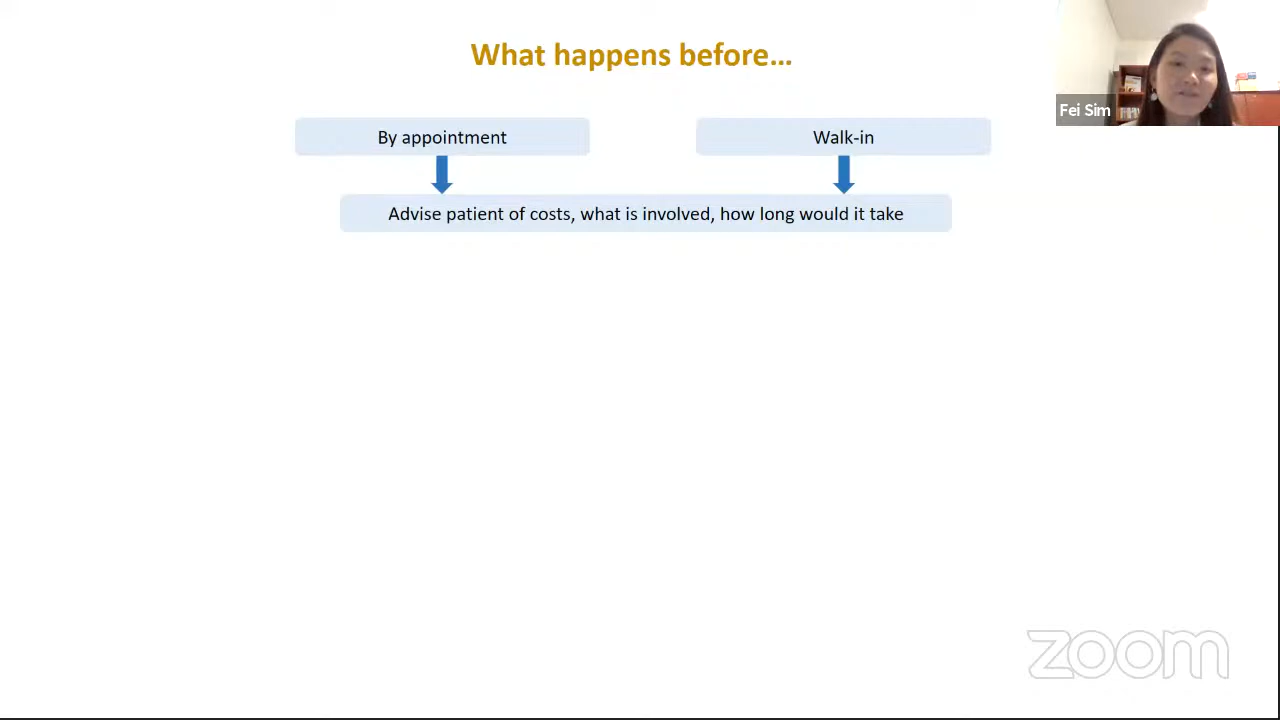 What happens before...
Fei Sim
By appointment
Walk-in
Advise patient of costs, what is involved, how long would it take
zoom